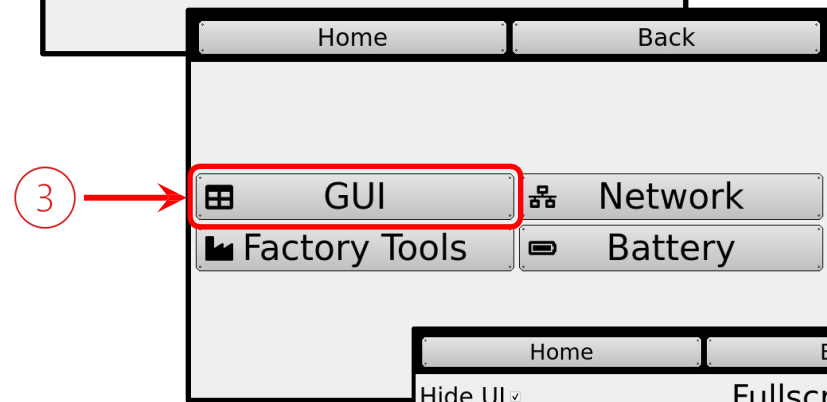 Home Back
3 GUI Network
Factory Tools Battery
Home
Hide UI